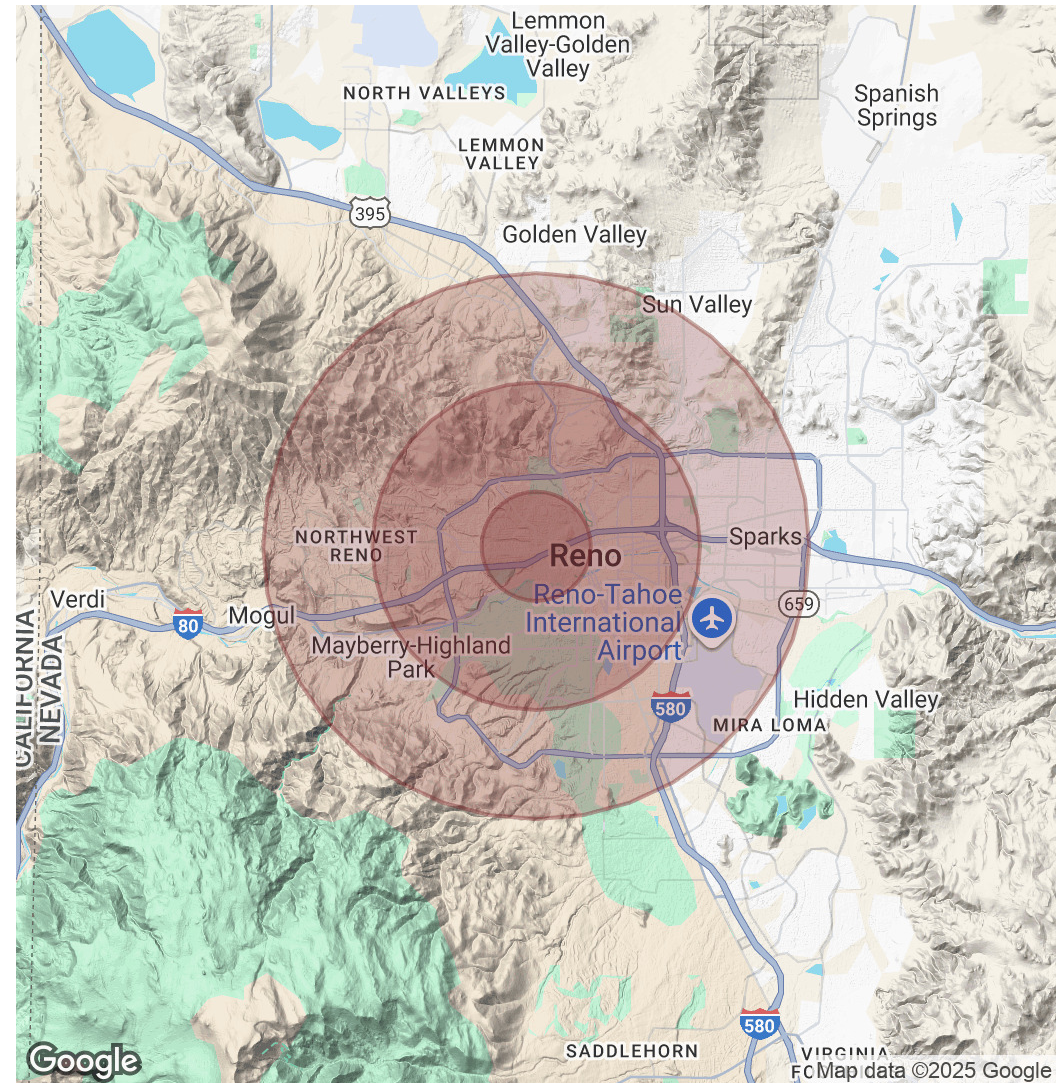 Lemmon
Valley-Golden
Valley
NORTH VALLEYS
Spanish
Springs
LEMMON
VALLEY
395
Golden Valley
Sun Valley
NORTHWEST
RENO
Sparks
Reno
Verdi
Mogul
80
Reno-Tahoe
International
Airport
659
Mayberry-Highland
Park
CALIFORNIA
NEVADA
580
Hidden Valley
MIRA LOMA
580
SADDLEHORN
VIRGINIA
Google
Map data ©2025 Google